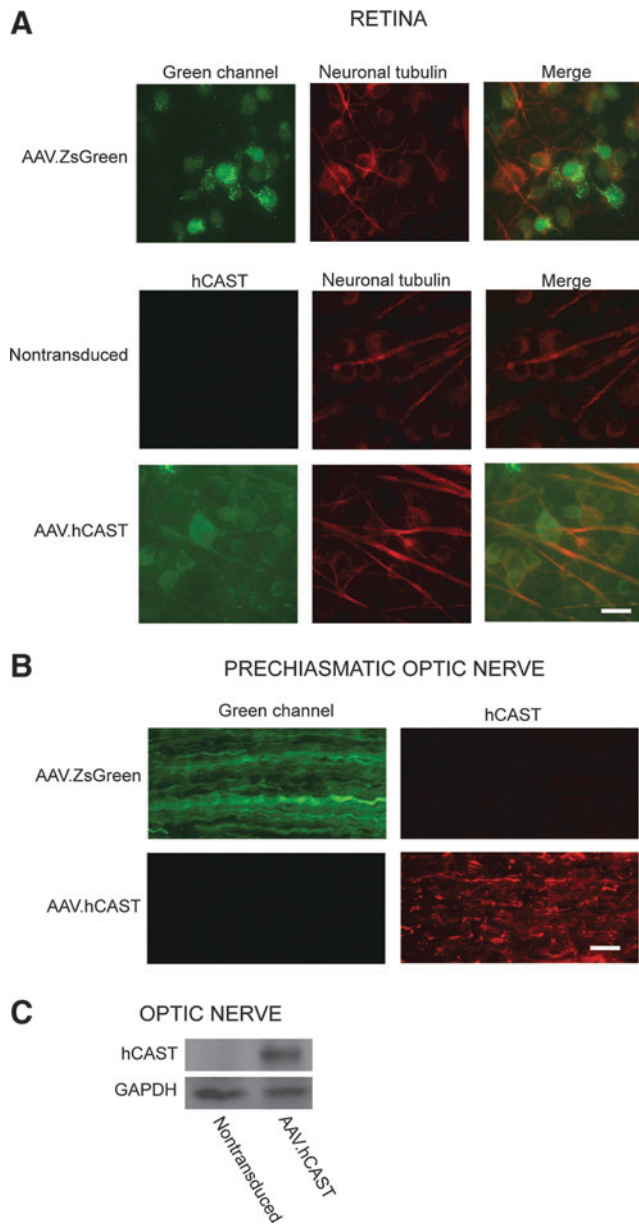 A
RETINA
Green channel Neuronal tubulin Merge
AAV.ZsGreen
hCAST Neuronal tubulin Merge
Nontransduced
AAV.hCAST
B
PRECHIASMATIC OPTIC NERVE
Green channel hCAST
AAV.ZsGreen
AAV.hCAST
C
OPTIC NERVE
hCAST
GAPDH
Nontransduced
AAV.hCAST